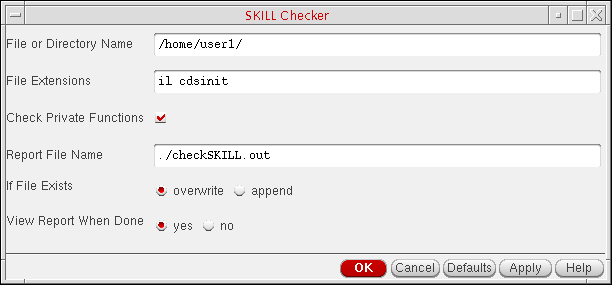 SKILL Checker
File or Directory Name /home/user1/
File Extensions il cdsinit
Check Private Functions
Report File Name ./checkSKILL.out
If File Exists overwrite append
View Report When Done yes no
OK Cancel Defaults Apply Help